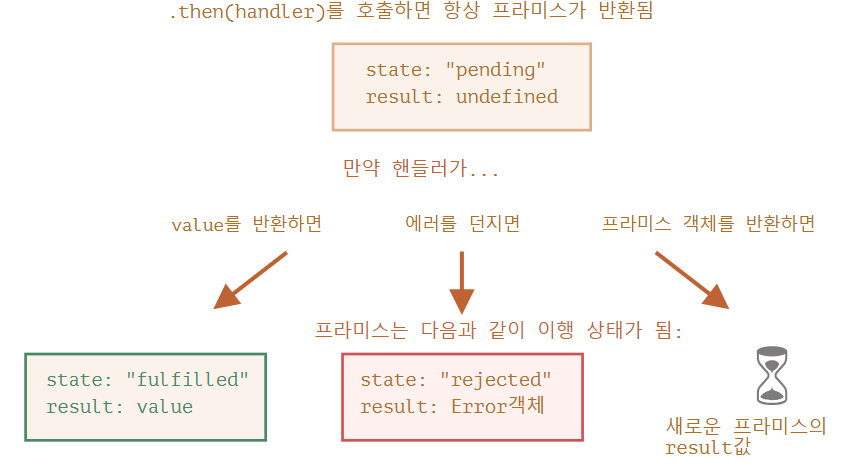 .then(handler)를 호출하면 항상 프라미스가 반환됨
state: "pending"
result: undefined
만약 핸들러가...
value를 반환하면
에러를 던지면
프라미스 객체를 반환하면
프라미스는 다음과 같이 이행 상태가 됨:
state: "fulfilled"
result: value
state: "rejected"
result: Error객체
새로운 프라미스의
result값